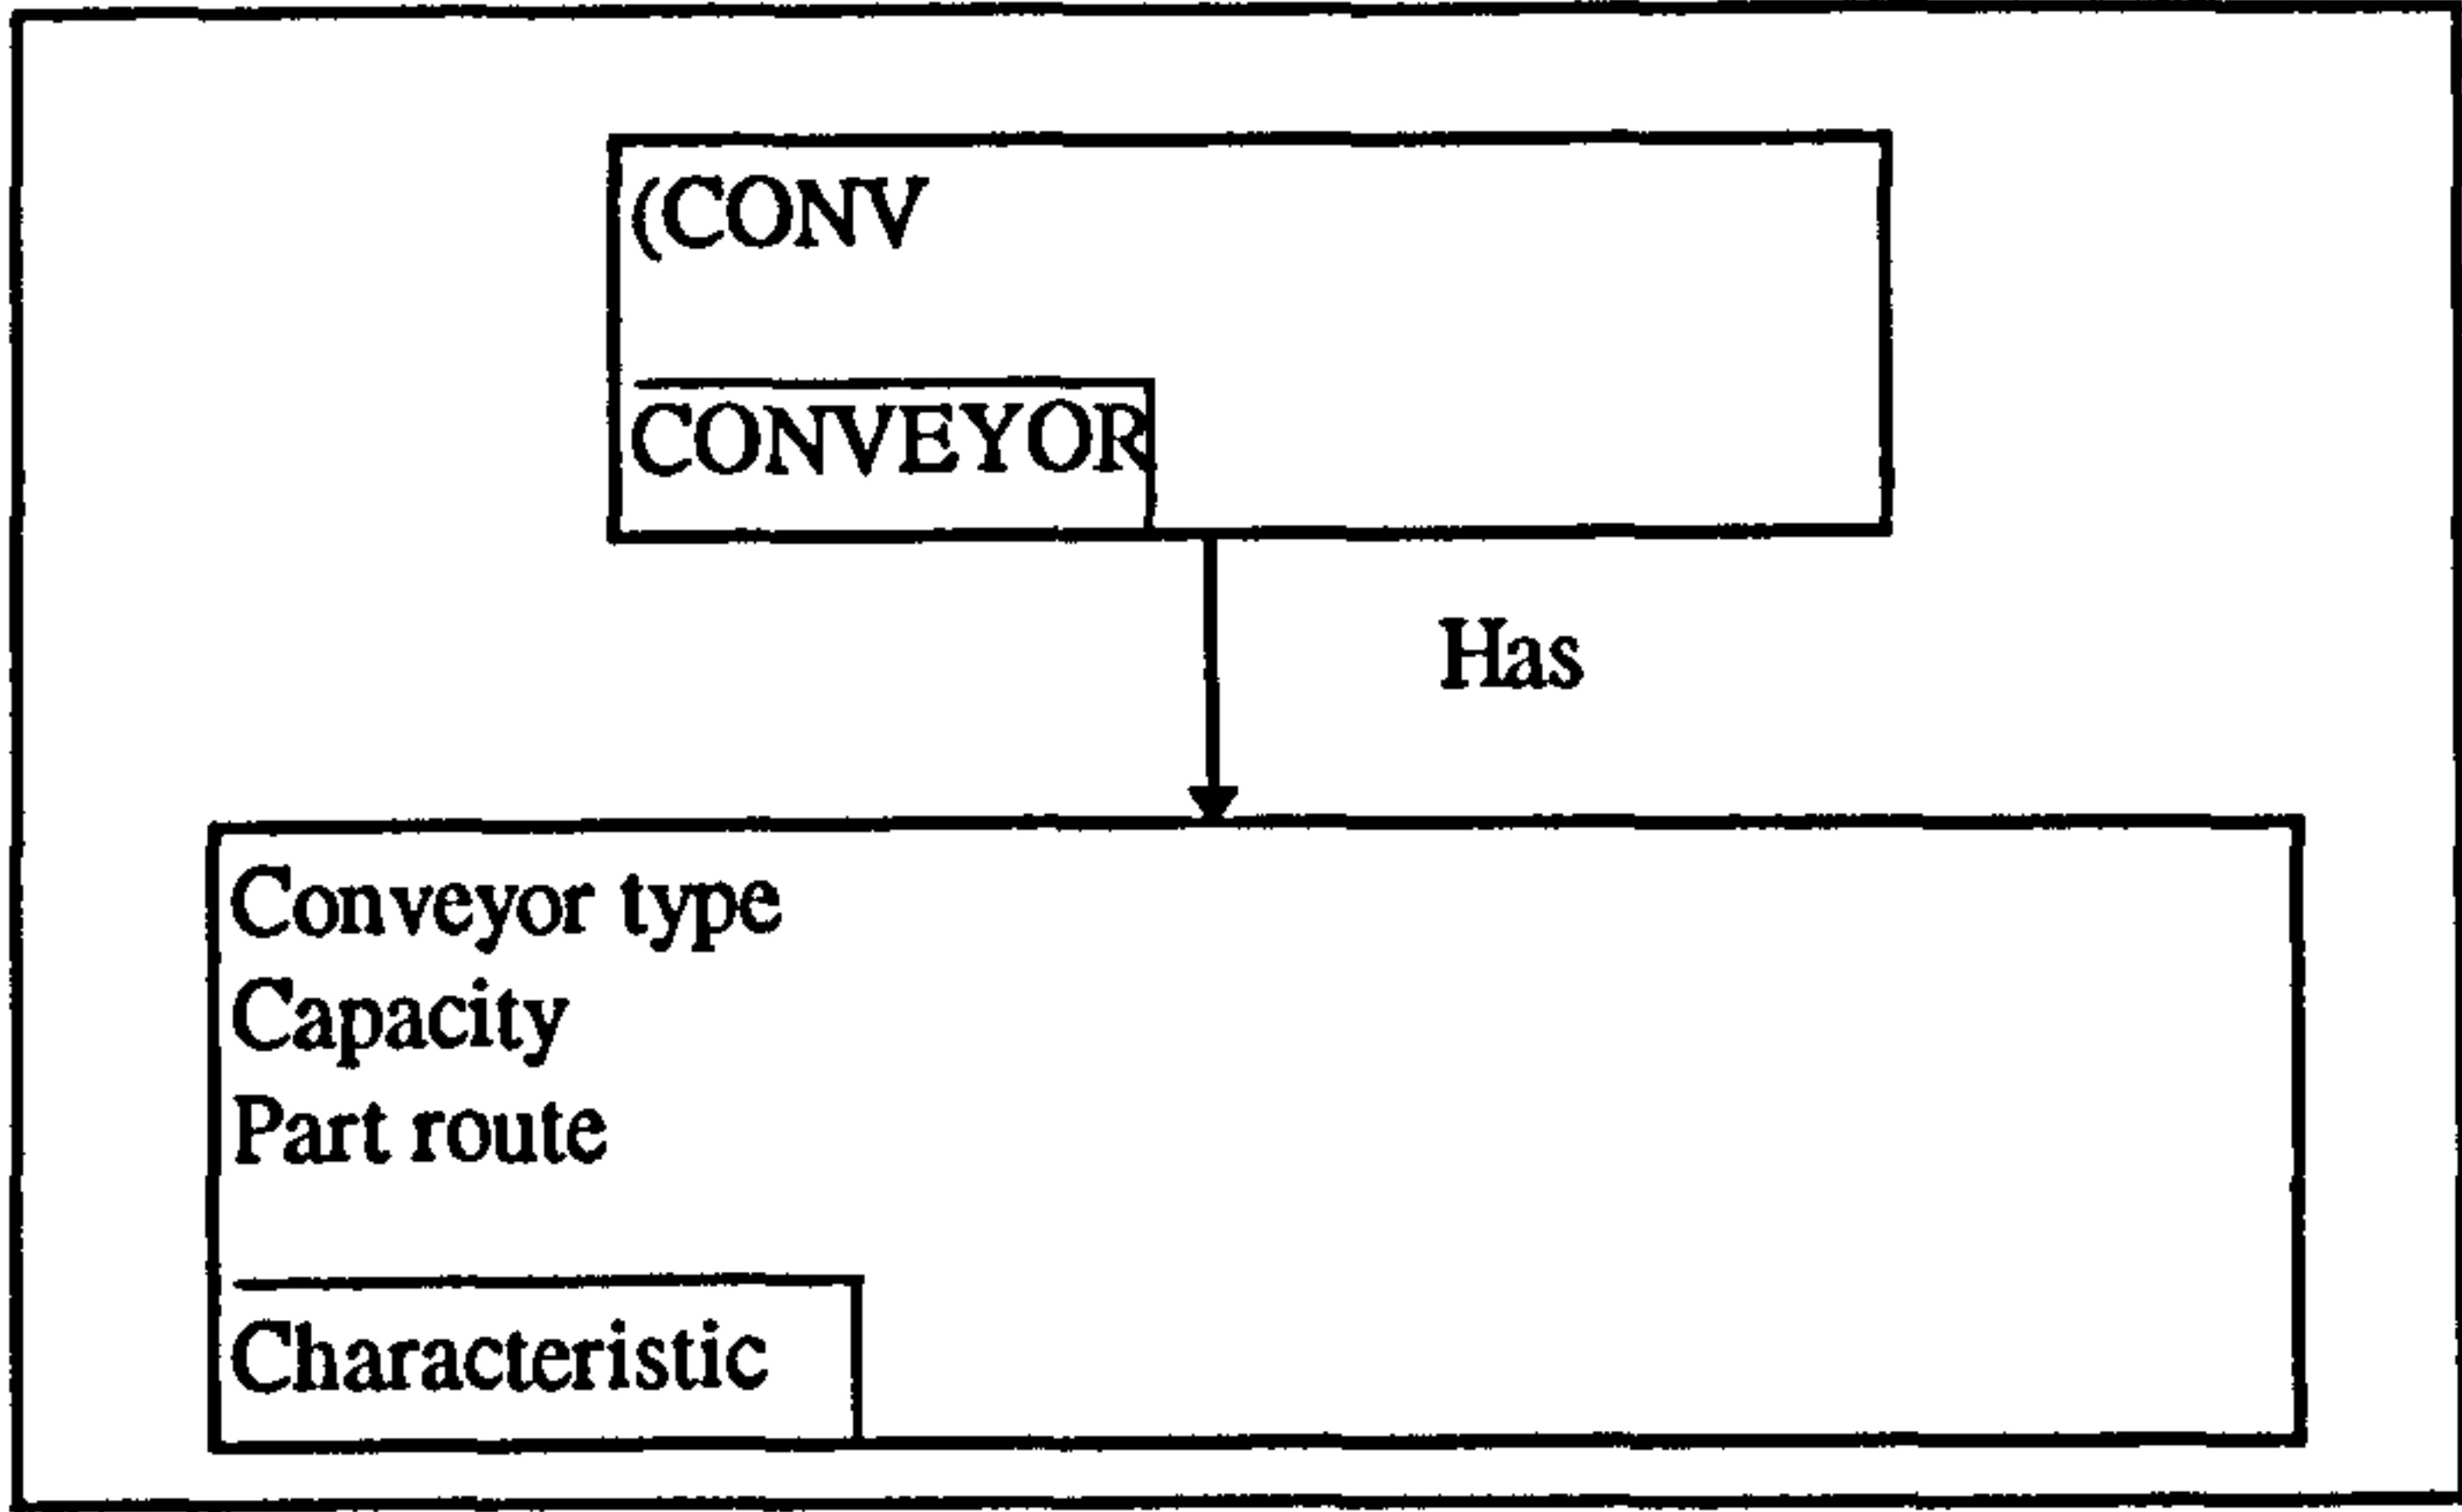 (CONV
CONVEYOR
Has
Conveyor type
Capacity
Part route
Characteristic